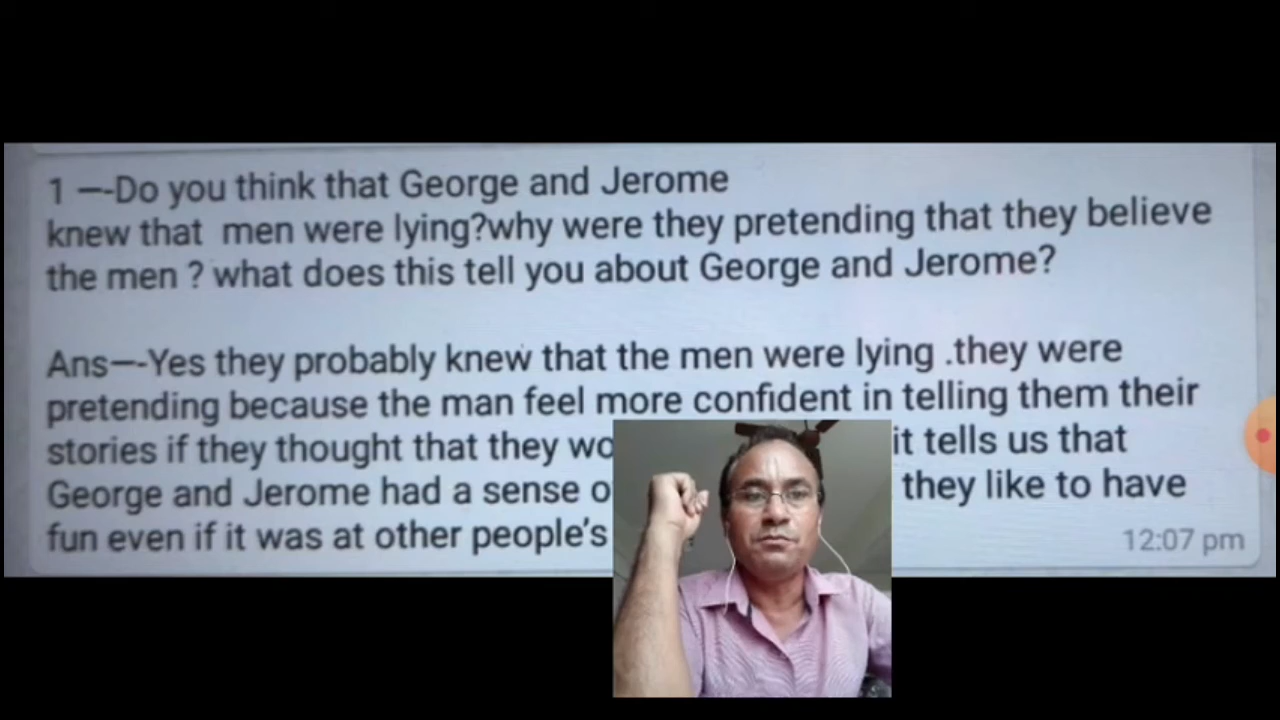 1 —-Do you think that George and Jerome
knew that men were lying?why were they pretending that they believe
the men ? what does this tell you about George and Jerome?
Ans—-Yes they probably knew that the men were lying .they were
pretending because the man feel more confident in telling them their
stories if they thought that they it tells us that
George and Jerome had a sense they like to have
fun even if it was at other people's
12:07 pm